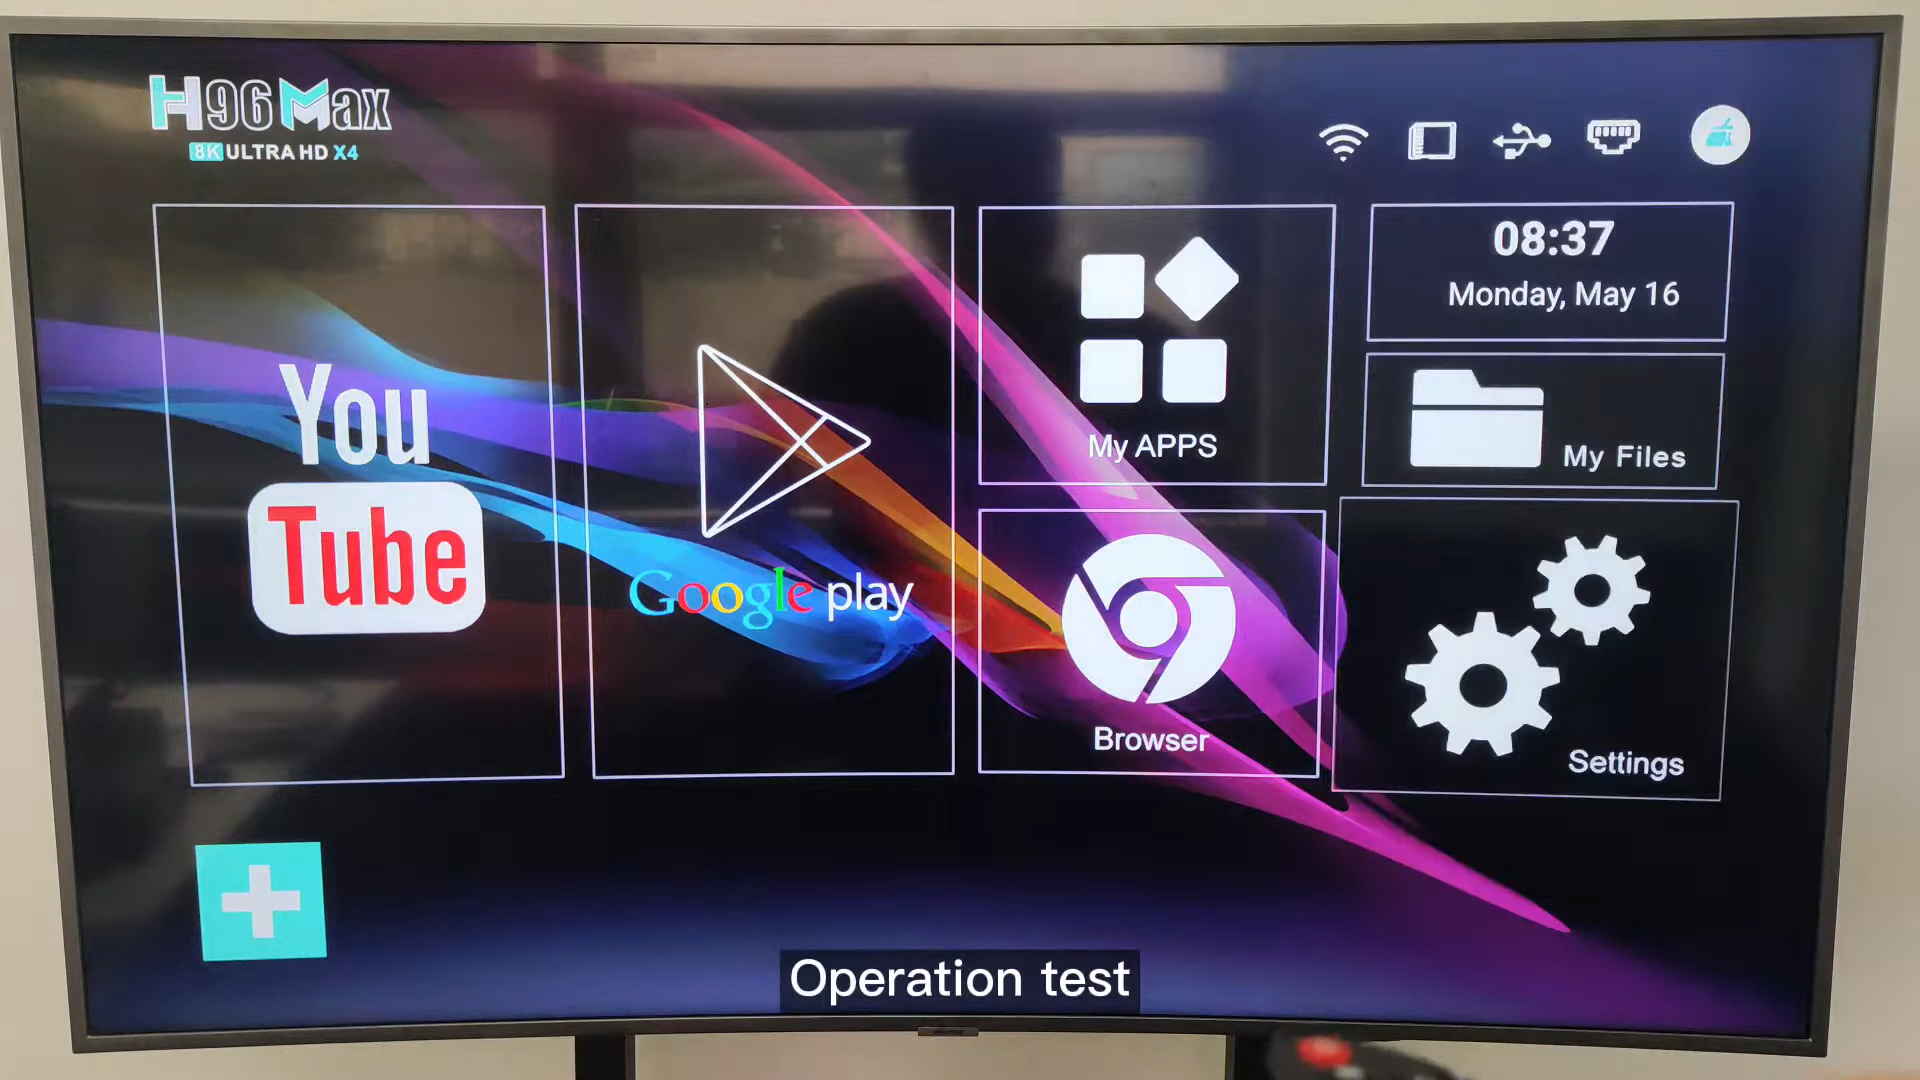 H96 Max
8K ULTRA HD X4
08:37
Monday, May 16
You
Tube
Google play
My APPS
My Files
Browser
Settings
Operation test